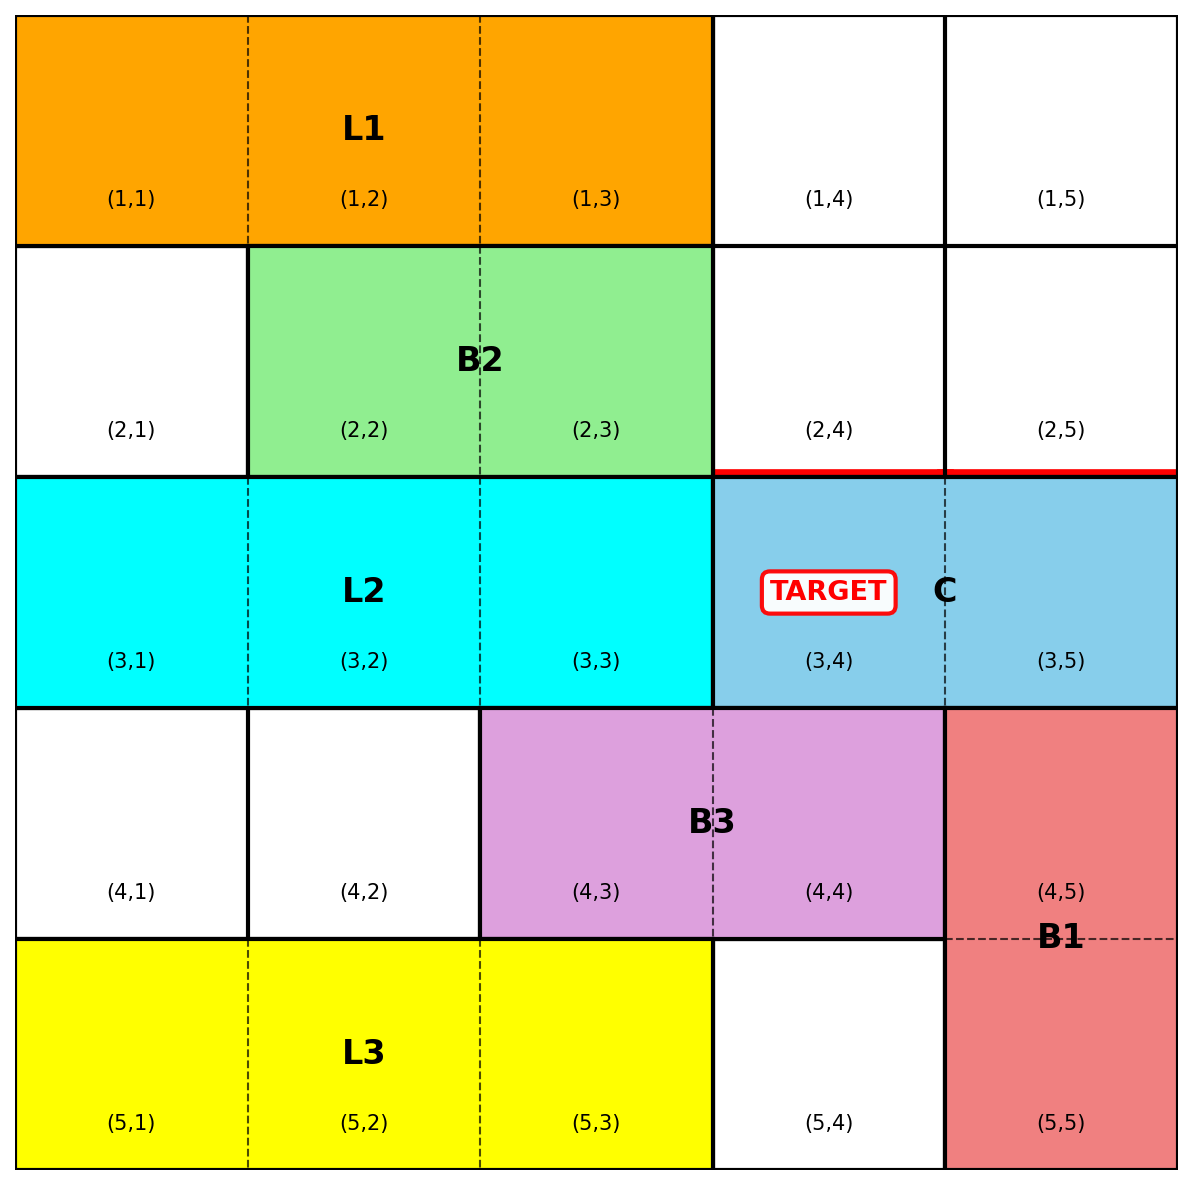 L1
(1,1) (1,2) (1,3) (1,4) (1,5)
B2
(2,1) (2,2) (2,3) (2,4) (2,5)
L2 TARGET C
(3,1) (3,2) (3,3) (3,4) (3,5)
B3
(4,1) (4,2) (4,3) (4,4) (4,5)
B1
L3
(5,1) (5,2) (5,3) (5,4) (5,5)